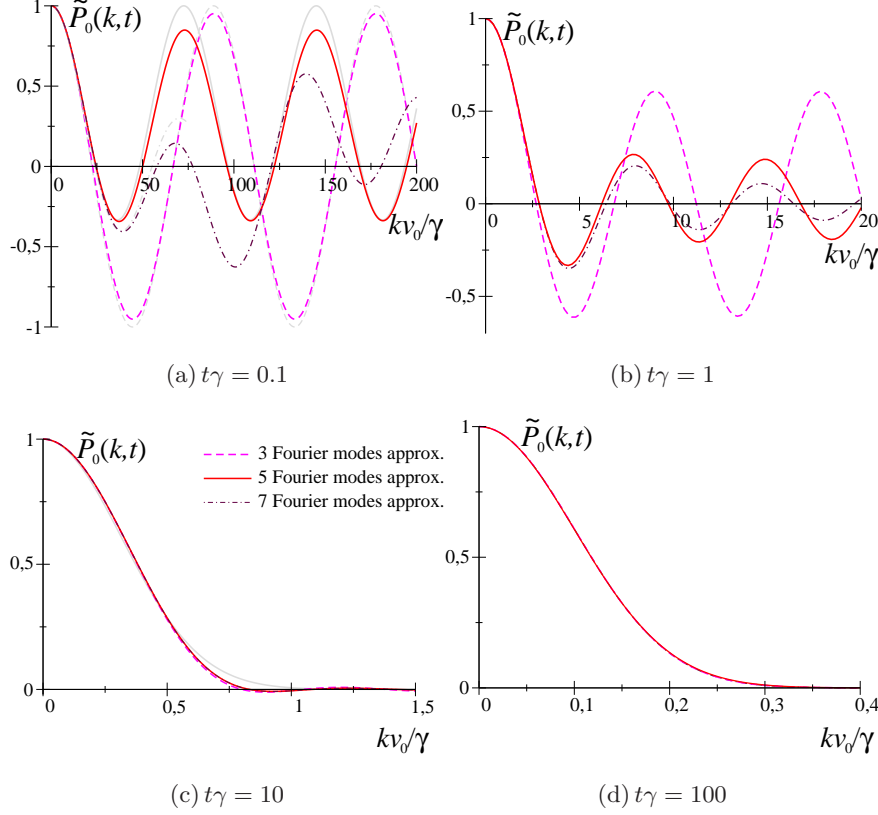 P̃₀(k,t)
1
0,5
0
-0,5
-1
0 50 100 150 200
kv₀/γ
(a) tγ = 0.1
P̃₀(k,t)
1
0,5
0
-0,5
0 5 10 15 20
kv₀/γ
(b) tγ = 1
P̃₀(k,t)
1
0,5
0
0 0,5 1 1,5
kv₀/γ
3 Fourier modes approx.
5 Fourier modes approx.
7 Fourier modes approx.
(c) tγ = 10
P̃₀(k,t)
1
0,5
0
0 0,1 0,2 0,3 0,4
kv₀/γ
(d) tγ = 100